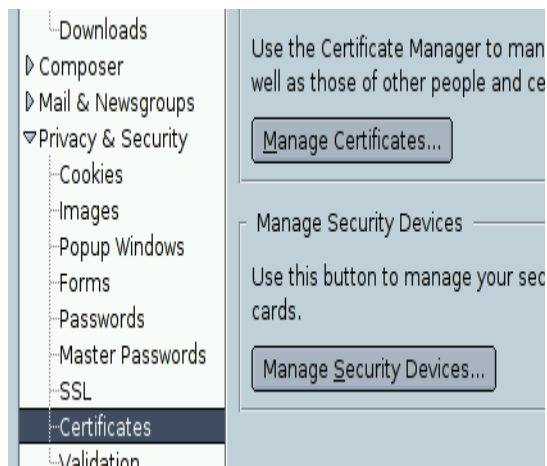 Downloads
Composer
Mail & Newsgroups
Privacy & Security
Cookies
Images
Popup Windows
Forms
Passwords
Master Passwords
SSL
Certificates
Validation
Use the Certificate Manager to man
well as those of other people and ce
Manage Certificates...
Manage Security Devices
Use this button to manage your sec
cards.
Manage Security Devices...